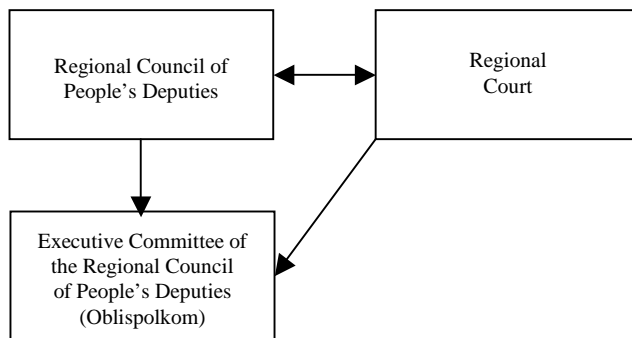 Regional Council of
People’s Deputies
Regional
Court
Executive Committee of
the Regional Council
of People’s Deputies
(Oblispolkom)